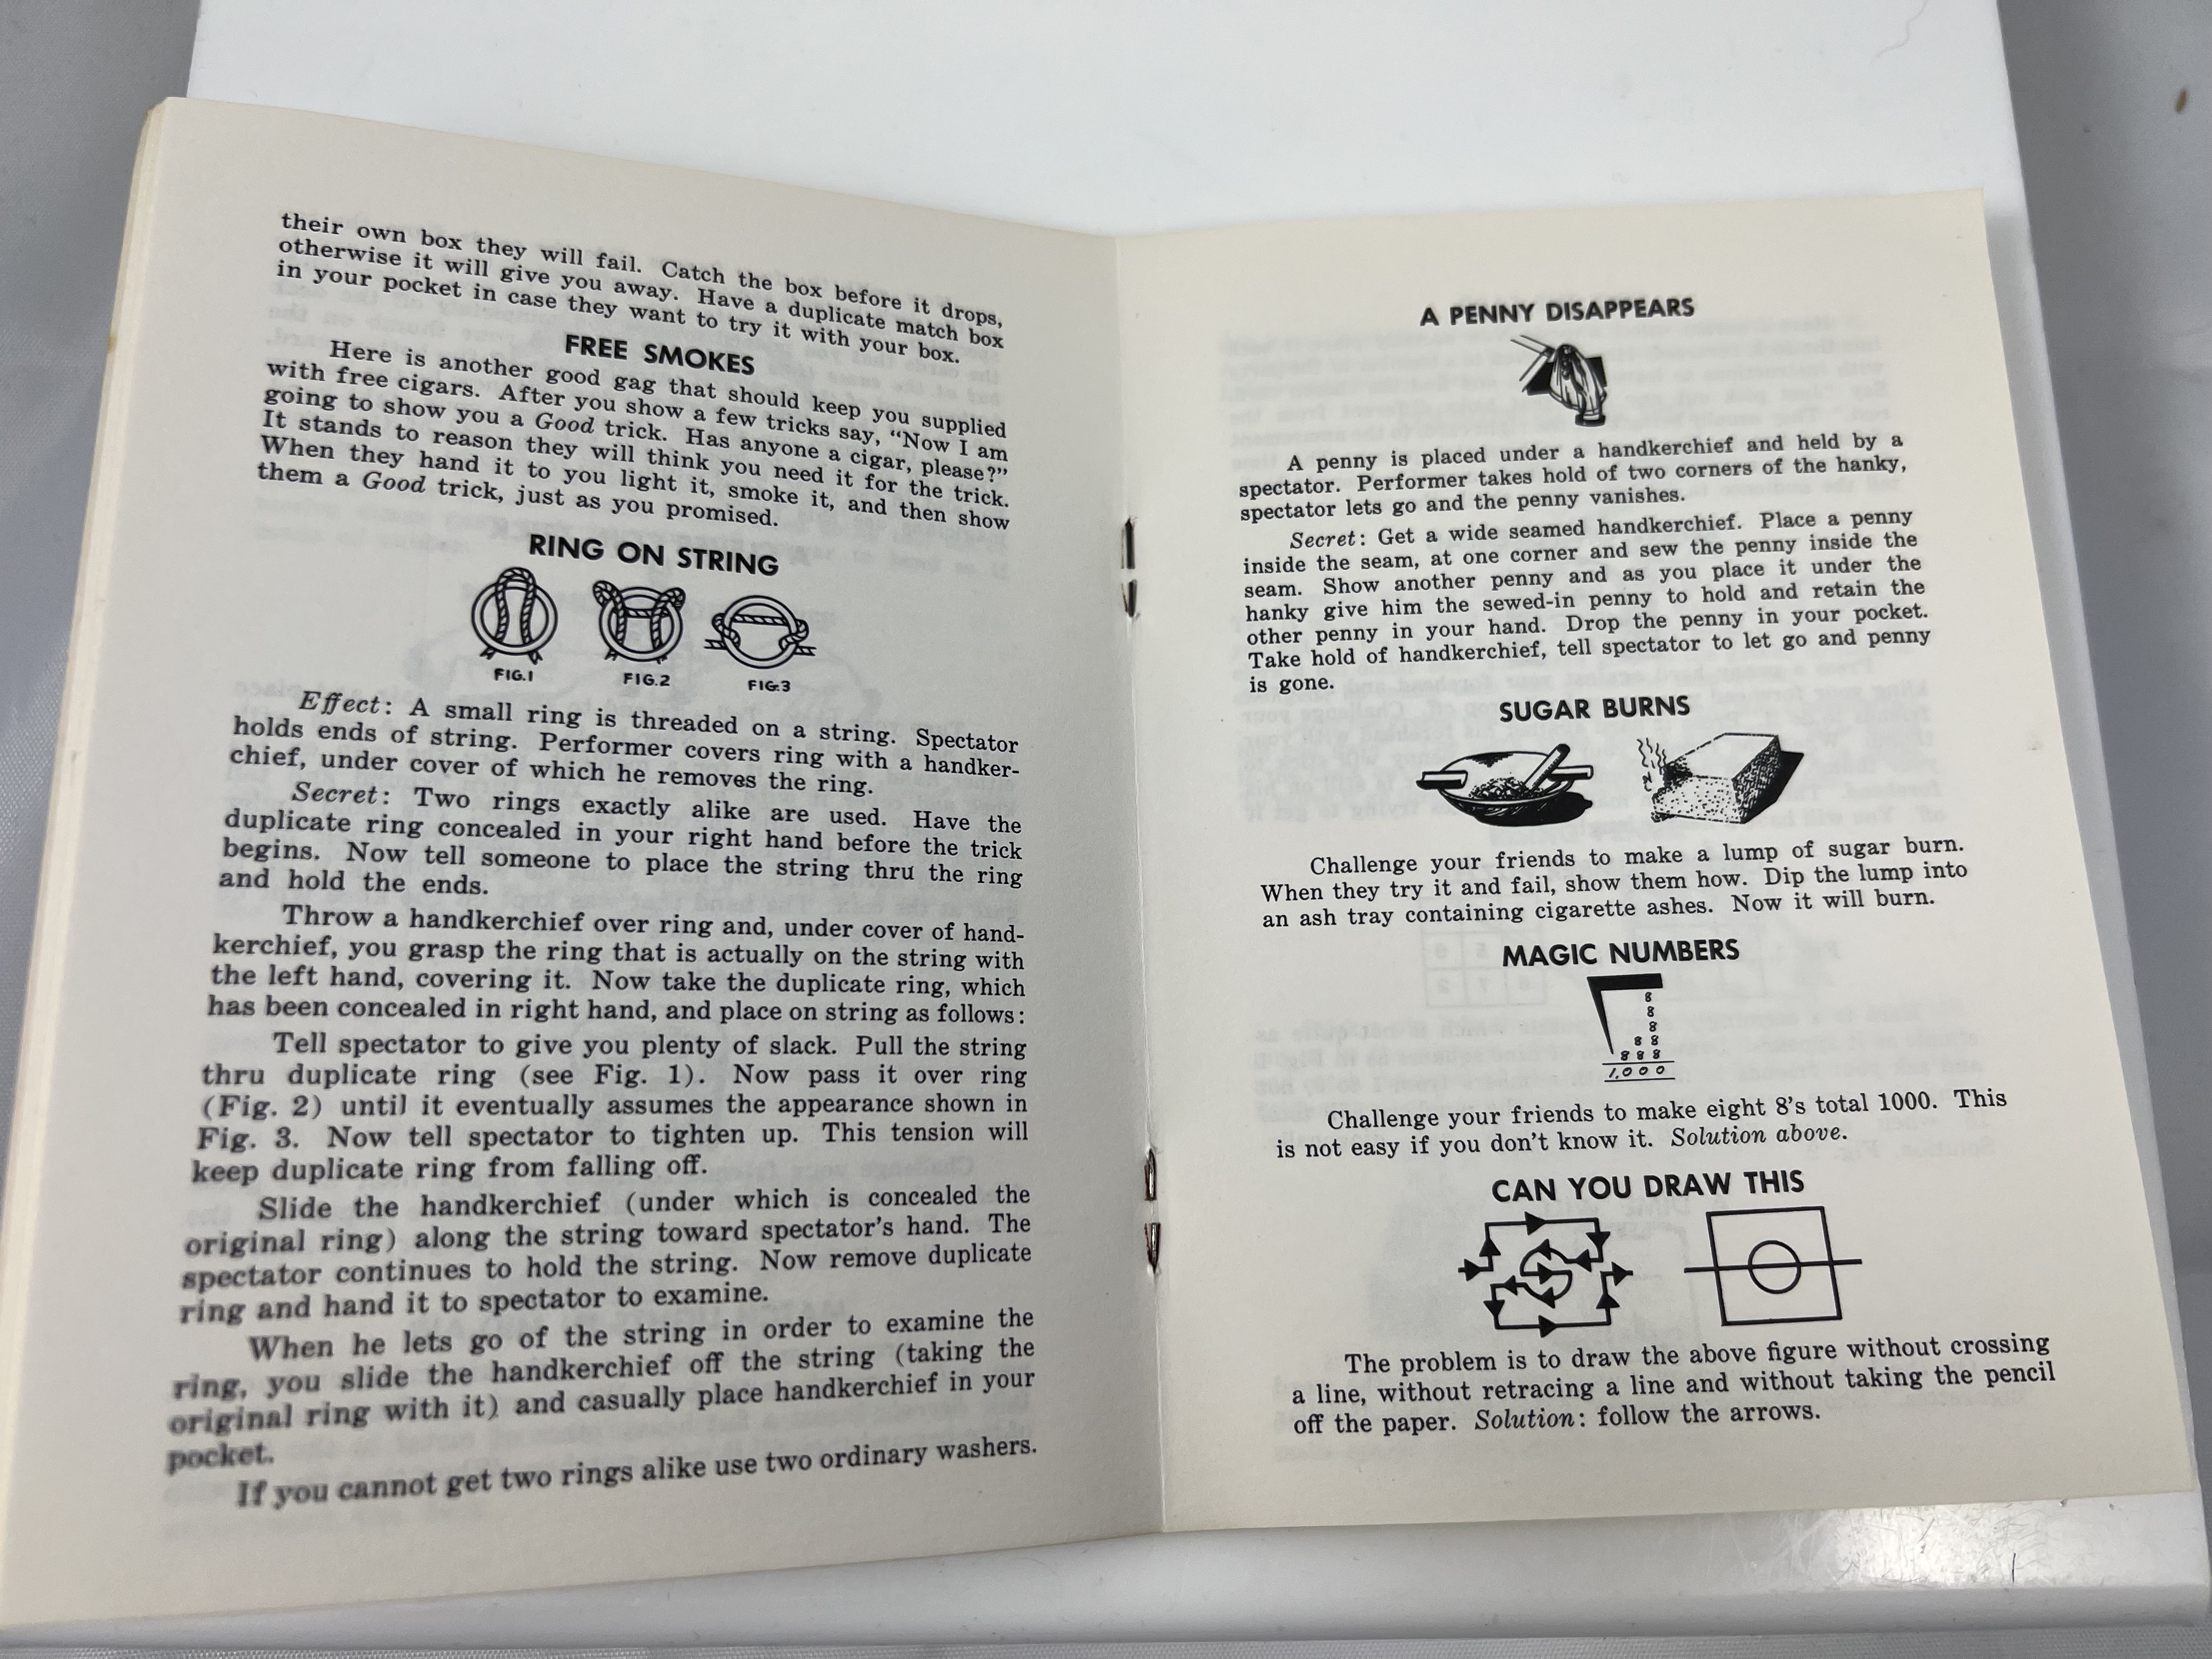 their own box they will fail. Catch the box before it drops,
otherwise it will give you away. Have a duplicate match box
in your pocket in case they want to try it with your box.
FREE SMOKES
Here is another good gag that should keep you supplied
with free cigars. After you show a few tricks say, “Now I am
going to show you a Good trick. Has anyone a cigar, please?”
It stands to reason they will think you need it for the trick.
When they hand it to you light it, smoke it, and then show
them a Good trick, just as you promised.
RING ON STRING
FIG.1 FIG.2 FIG.3
Effect: A small ring is threaded on a string. Spectator
holds ends of string. Performer covers ring with a handker-
chief, under cover of which he removes the ring.
Secret: Two rings exactly alike are used. Have the
duplicate ring concealed in your right hand before the trick
begins. Now tell someone to place the string thru the ring
and hold the ends.
Throw a handkerchief over ring and, under cover of hand-
kerchief, you grasp the ring that is actually on the string with
the left hand, covering it. Now take the duplicate ring, which
has been concealed in right hand, and place on string as follows:
Tell spectator to give you plenty of slack. Pull the string
thru duplicate ring (see Fig. 1). Now pass it over ring
(Fig. 2) until it eventually assumes the appearance shown in
Fig. 3. Now tell spectator to tighten up. This tension will
keep duplicate ring from falling off.
Slide the handkerchief (under which is concealed the
original ring) along the string toward spectator's hand. The
spectator continues to hold the string. Now remove duplicate
ring and hand it to spectator to examine.
When he lets go of the string in order to examine the
ring, you slide the handkerchief off the string (taking the
original ring with it) and casually place handkerchief in your
pocket.
If you cannot get two rings alike use two ordinary washers.
A PENNY DISAPPEARS
A penny is placed under a handkerchief and held by a
spectator. Performer takes hold of two corners of the hanky,
spectator lets go and the penny vanishes.
Secret: Get a wide seamed handkerchief. Place a penny
inside the seam, at one corner and sew the penny inside the
seam. Show another penny and as you place it under the
hanky give him the sewed-in penny to hold and retain the
other penny in your hand. Drop the penny in your pocket.
Take hold of handkerchief, tell spectator to let go and penny
is gone.
SUGAR BURNS
Challenge your friends to make a lump of sugar burn.
When they try it and fail, show them how. Dip the lump into
an ash tray containing cigarette ashes. Now it will burn.
MAGIC NUMBERS
8
8
8
8 8
8 8 8
1,000
Challenge your friends to make eight 8's total 1000. This
is not easy if you don't know it. Solution above.
CAN YOU DRAW THIS
The problem is to draw the above figure without crossing
a line, without retracing a line and without taking the pencil
off the paper. Solution: follow the arrows.